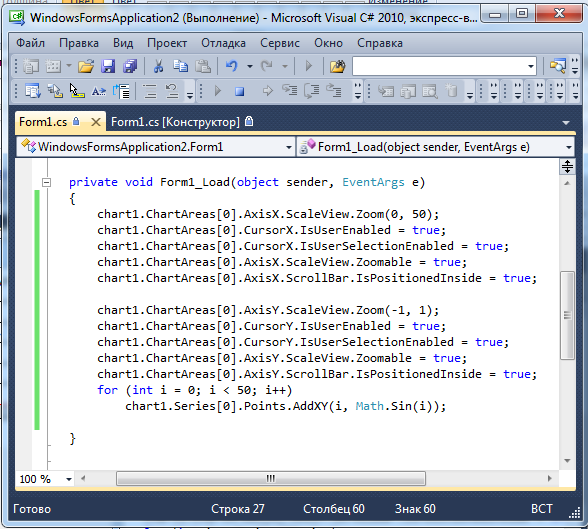 WindowsFormsApplication2 (Выполнение) - Microsoft Visual C# 2010, экспресс-в...
Файл Правка Вид Проект Отладка Сервис Окно Справка
Form1.cs Form1.cs [Конструктор]
WindowsFormsApplication2.Form1 Form1_Load(object sender, EventArgs e)
private void Form1_Load(object sender, EventArgs e)
{
chart1.ChartAreas[0].AxisX.ScaleView.Zoom(0, 50);
chart1.ChartAreas[0].CursorX.IsUserEnabled = true;
chart1.ChartAreas[0].CursorX.IsUserSelectionEnabled = true;
chart1.ChartAreas[0].AxisX.ScaleView.Zoomable = true;
chart1.ChartAreas[0].AxisX.ScrollBar.IsPositionedInside = true;
chart1.ChartAreas[0].AxisY.ScaleView.Zoom(-1, 1);
chart1.ChartAreas[0].CursorY.IsUserEnabled = true;
chart1.ChartAreas[0].CursorY.IsUserSelectionEnabled = true;
chart1.ChartAreas[0].AxisY.ScaleView.Zoomable = true;
chart1.ChartAreas[0].AxisY.ScrollBar.IsPositionedInside = true;
for (int i = 0; i < 50; i++)
chart1.Series[0].Points.AddXY(i, Math.Sin(i));
}
100 %
Готово Строка 27 Столбец 60 Знак 60 ВСТ